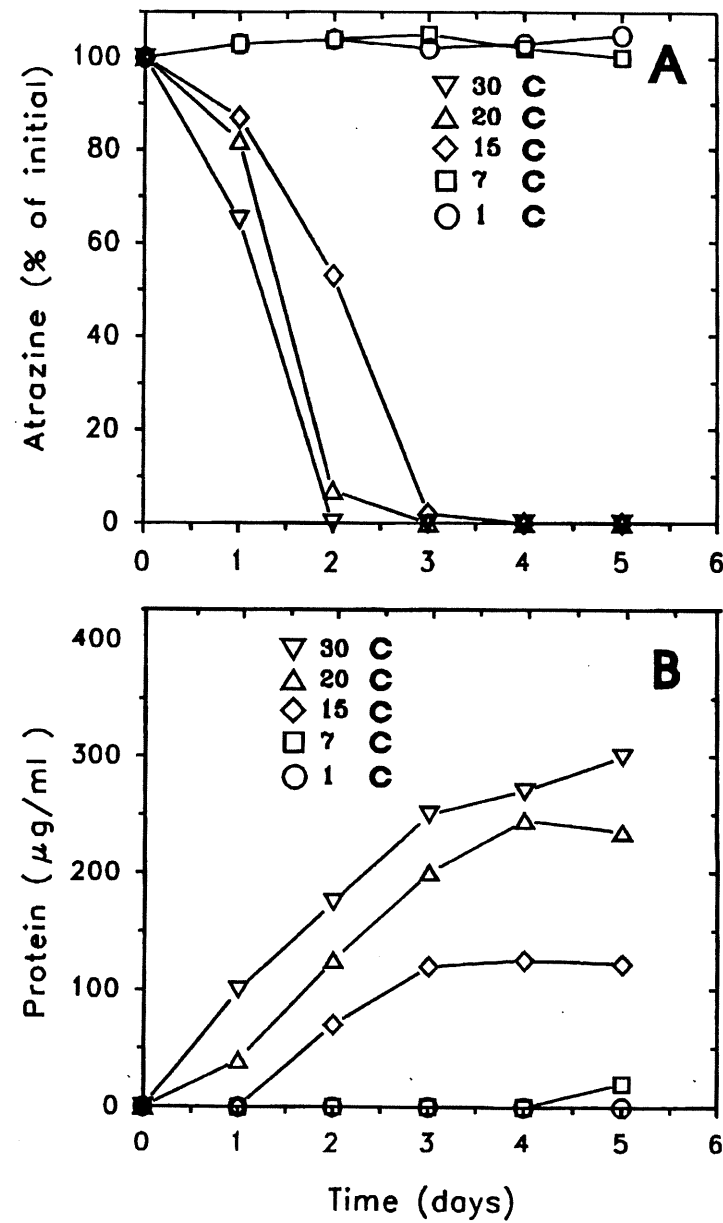 Atrazine (% of initial)
100
80
60
40
20
0
A
30 C
20 C
15 C
7 C
1 C
0 1 2 3 4 5 6
Protein (μg/ml)
400
300
200
100
0
B
30 C
20 C
15 C
7 C
1 C
0 1 2 3 4 5 6
Time (days)